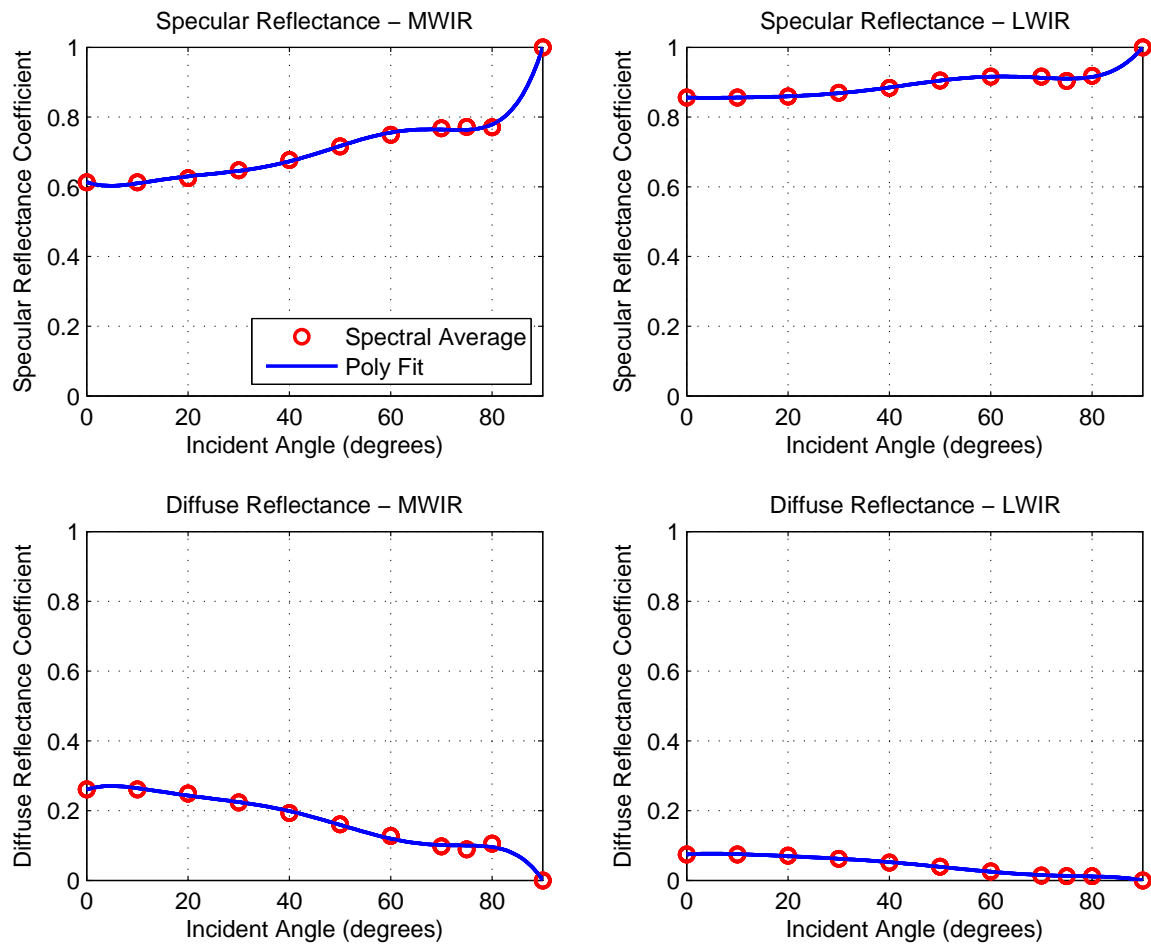 Specular Reflectance – MWIR
Specular Reflectance Coefficient
1
0.8
0.6
0.4
0.2
0
0 20 40 60 80
Incident Angle (degrees)
Spectral Average
Poly Fit
Specular Reflectance – LWIR
Specular Reflectance Coefficient
1
0.8
0.6
0.4
0.2
0
0 20 40 60 80
Incident Angle (degrees)
Diffuse Reflectance – MWIR
Diffuse Reflectance Coefficient
1
0.8
0.6
0.4
0.2
0
0 20 40 60 80
Incident Angle (degrees)
Diffuse Reflectance – LWIR
Diffuse Reflectance Coefficient
1
0.8
0.6
0.4
0.2
0
0 20 40 60 80
Incident Angle (degrees)